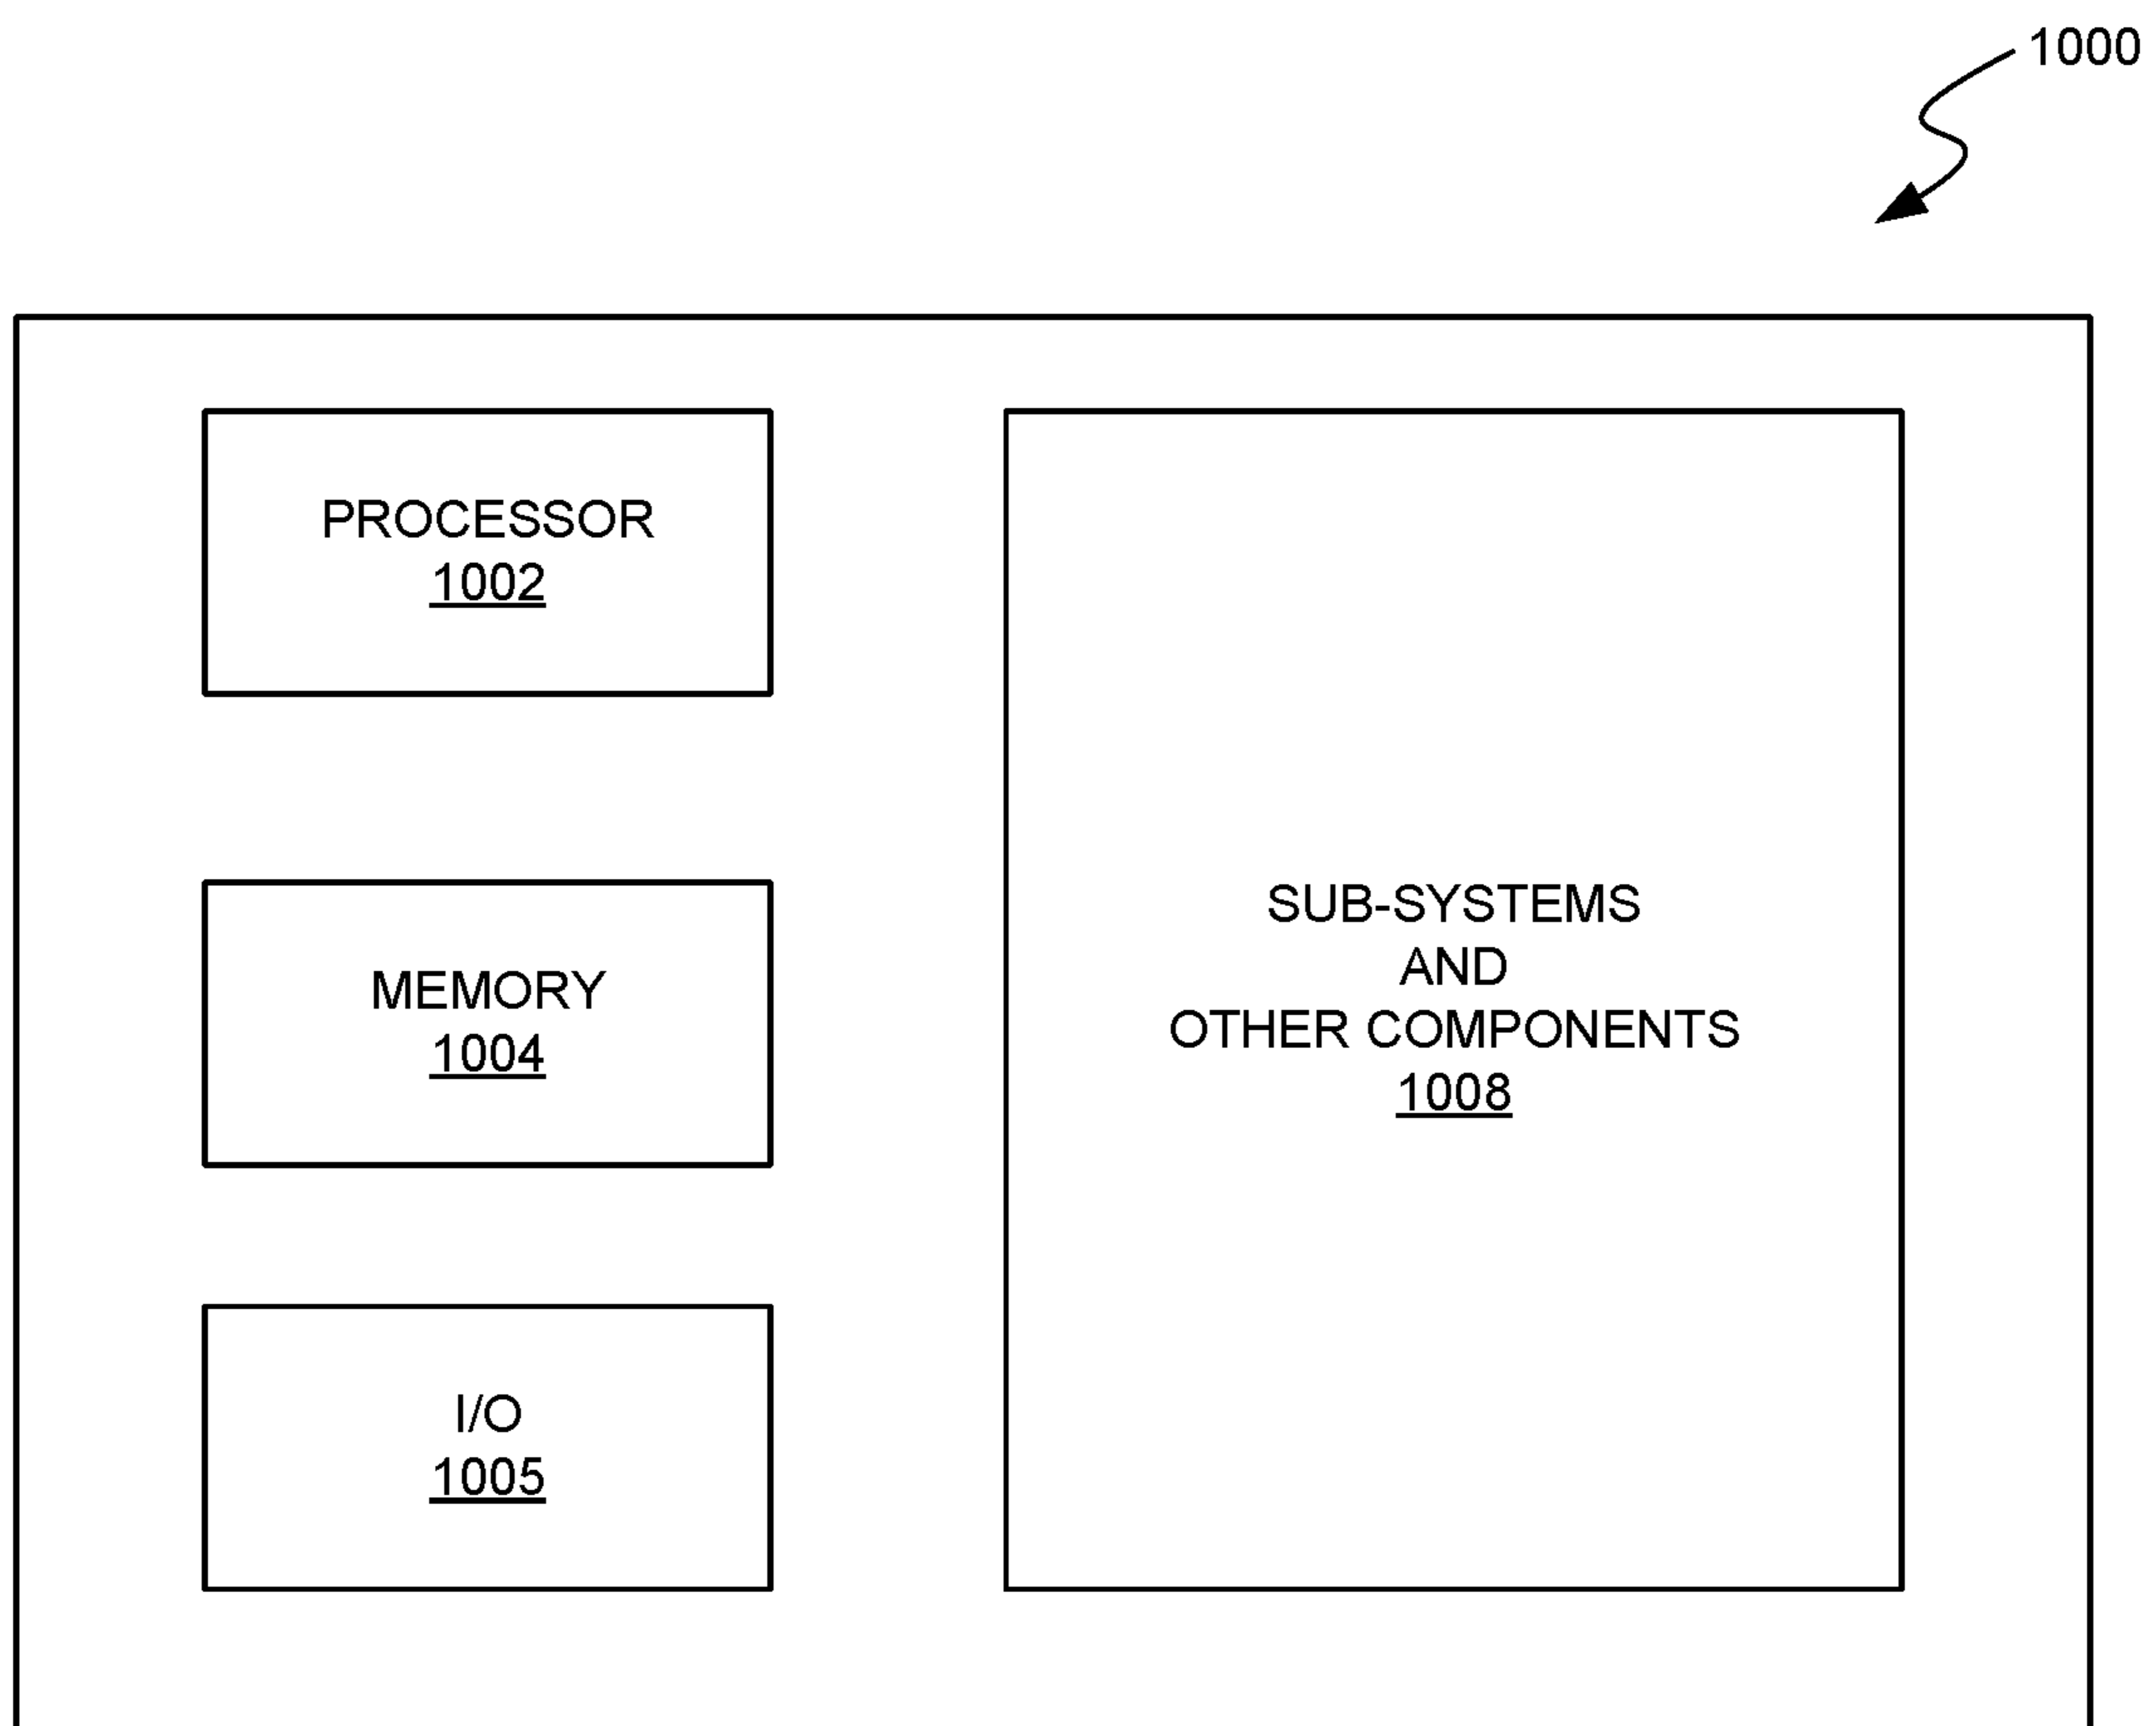 1000
PROCESSOR
1002
MEMORY
1004
I/O
1005
SUB-SYSTEMS
AND
OTHER COMPONENTS
1008